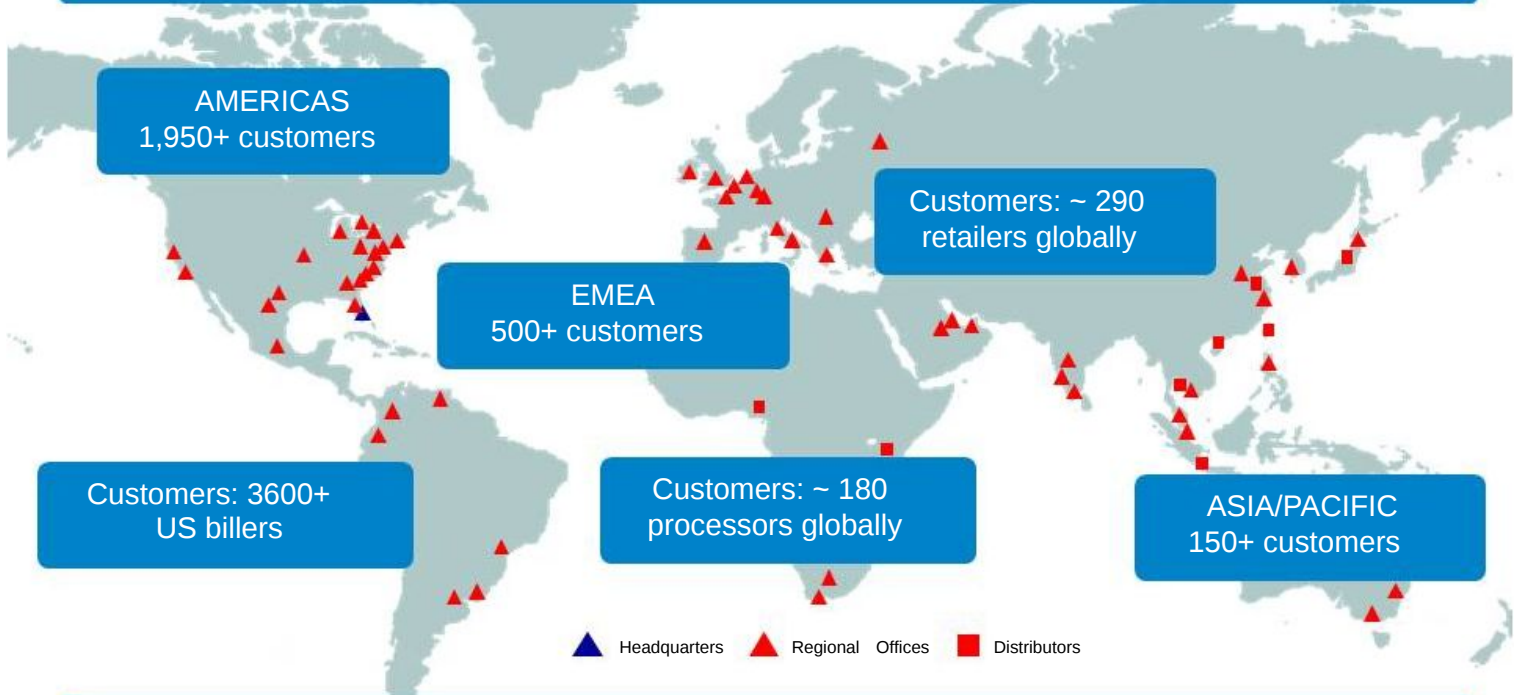 AMERICAS
1,950+ customers
Customers: ~ 290
retailers globally
EMEA
500+ customers
Customers: 3600+
US billers
Customers: ~ 180
processors globally
ASIA/PACIFIC
150+ customers
Headquarters
Regional Offices
Distributors